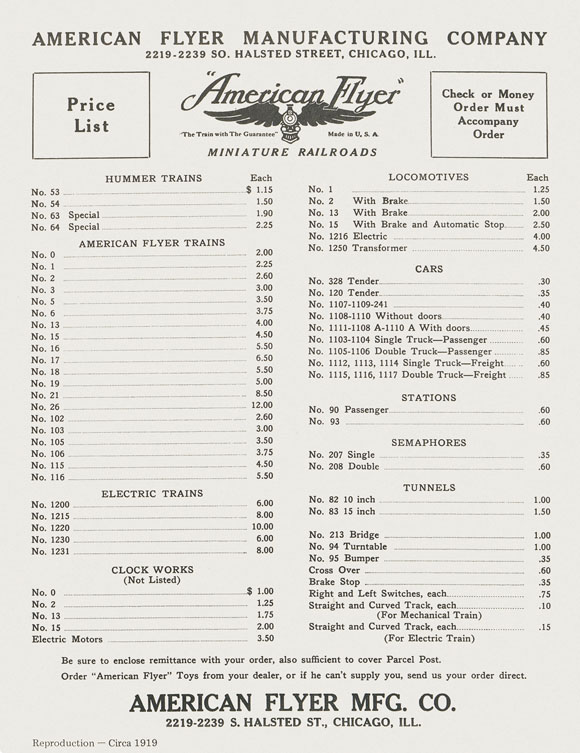 AMERICAN FLYER MANUFACTURING COMPANY
2219-2239 SO. HALSTED STREET, CHICAGO, ILL.
Price
List
"American Flyer"
"The Train with The Guarantee" Made in U. S. A.
MINIATURE RAILROADS
Check or Money
Order Must
Accompany
Order
HUMMER TRAINS Each
No. 53 $ 1.15
No. 54 1.50
No. 63 Special 1.90
No. 64 Special 2.25
AMERICAN FLYER TRAINS
No. 0 2.00
No. 1 2.25
No. 2 2.60
No. 3 3.00
No. 5 3.50
No. 6 3.75
No. 13 4.00
No. 15 4.50
No. 16 5.50
No. 17 6.50
No. 18 5.50
No. 19 5.00
No. 21 8.50
No. 26 12.00
No. 102 2.60
No. 103 3.00
No. 105 3.50
No. 106 3.75
No. 115 4.50
No. 116 5.50
ELECTRIC TRAINS
No. 1200 6.00
No. 1215 8.00
No. 1220 10.00
No. 1230 6.00
No. 1231 8.00
CLOCK WORKS
(Not Listed)
No. 0 $ 1.00
No. 2 1.25
No. 13 1.75
No. 15 2.00
Electric Motors 3.50
LOCOMOTIVES Each
No. 1 1.25
No. 2 With Brake 1.50
No. 13 With Brake 2.00
No. 15 With Brake and Automatic Stop 2.50
No. 1216 Electric 4.00
No. 1250 Transformer 4.50
CARS
No. 328 Tender .30
No. 120 Tender .35
No. 1107-1109-241 .40
No. 1108-1110 Without doors .40
No. 1111-1108 A-1110 A With doors .45
No. 1103-1104 Single Truck—Passenger .60
No. 1105-1106 Double Truck—Passenger .85
No. 1112, 1113, 1114 Single Truck—Freight .60
No. 1115, 1116, 1117 Double Truck—Freight .85
STATIONS
No. 90 Passenger .60
No. 93 .60
SEMAPHORES
No. 207 Single .35
No. 208 Double .60
TUNNELS
No. 82 10 inch 1.00
No. 83 15 inch 1.50
No. 213 Bridge 1.00
No. 94 Turntable 1.00
No. 95 Bumper .35
Cross Over .60
Brake Stop .35
Right and Left Switches, each .75
Straight and Curved Track, each .10
(For Mechanical Train)
Straight and Curved Track, each .15
(For Electric Train)
Be sure to enclose remittance with your order, also sufficient to cover Parcel Post.
Order "American Flyer" Toys from your dealer, or if he can't supply you, send us your order direct.
AMERICAN FLYER MFG. CO.
2219-2239 S. HALSTED ST., CHICAGO, ILL.
Reproduction — Circa 1919